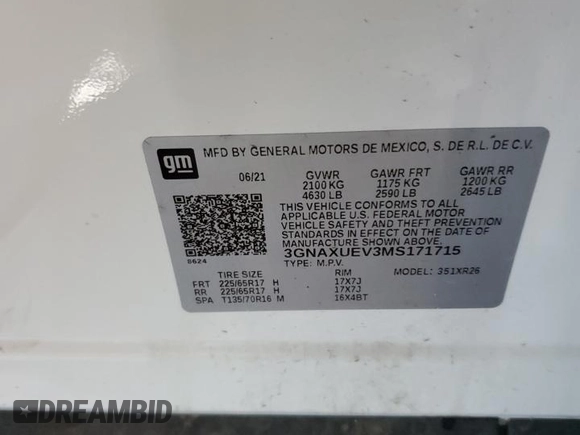 gm
MFD BY GENERAL MOTORS DE MEXICO, S. DE R.L. DE C.V.
06/21 GVWR GAWR FRT GAWR RR
2100 KG 1175 KG 1200 KG
4630 LB 2590 LB 2645 LB
THIS VEHICLE CONFORMS TO ALL
APPLICABLE U.S. FEDERAL MOTOR
VEHICLE SAFETY AND THEFT PREVENTION
STANDARDS IN EFFECT ON THE DATE OF
MANUFACTURE SHOWN ABOVE.
3GNAXUEV3MS171715
S624 TYPE: M.P.V. MODEL: 351XR26
TIRE SIZE RIM
FRT 225/65R17 H 17X7J
RR 225/65R17 H 17X7J
SPA T135/70R16 M 16X4BT
DREAMBID